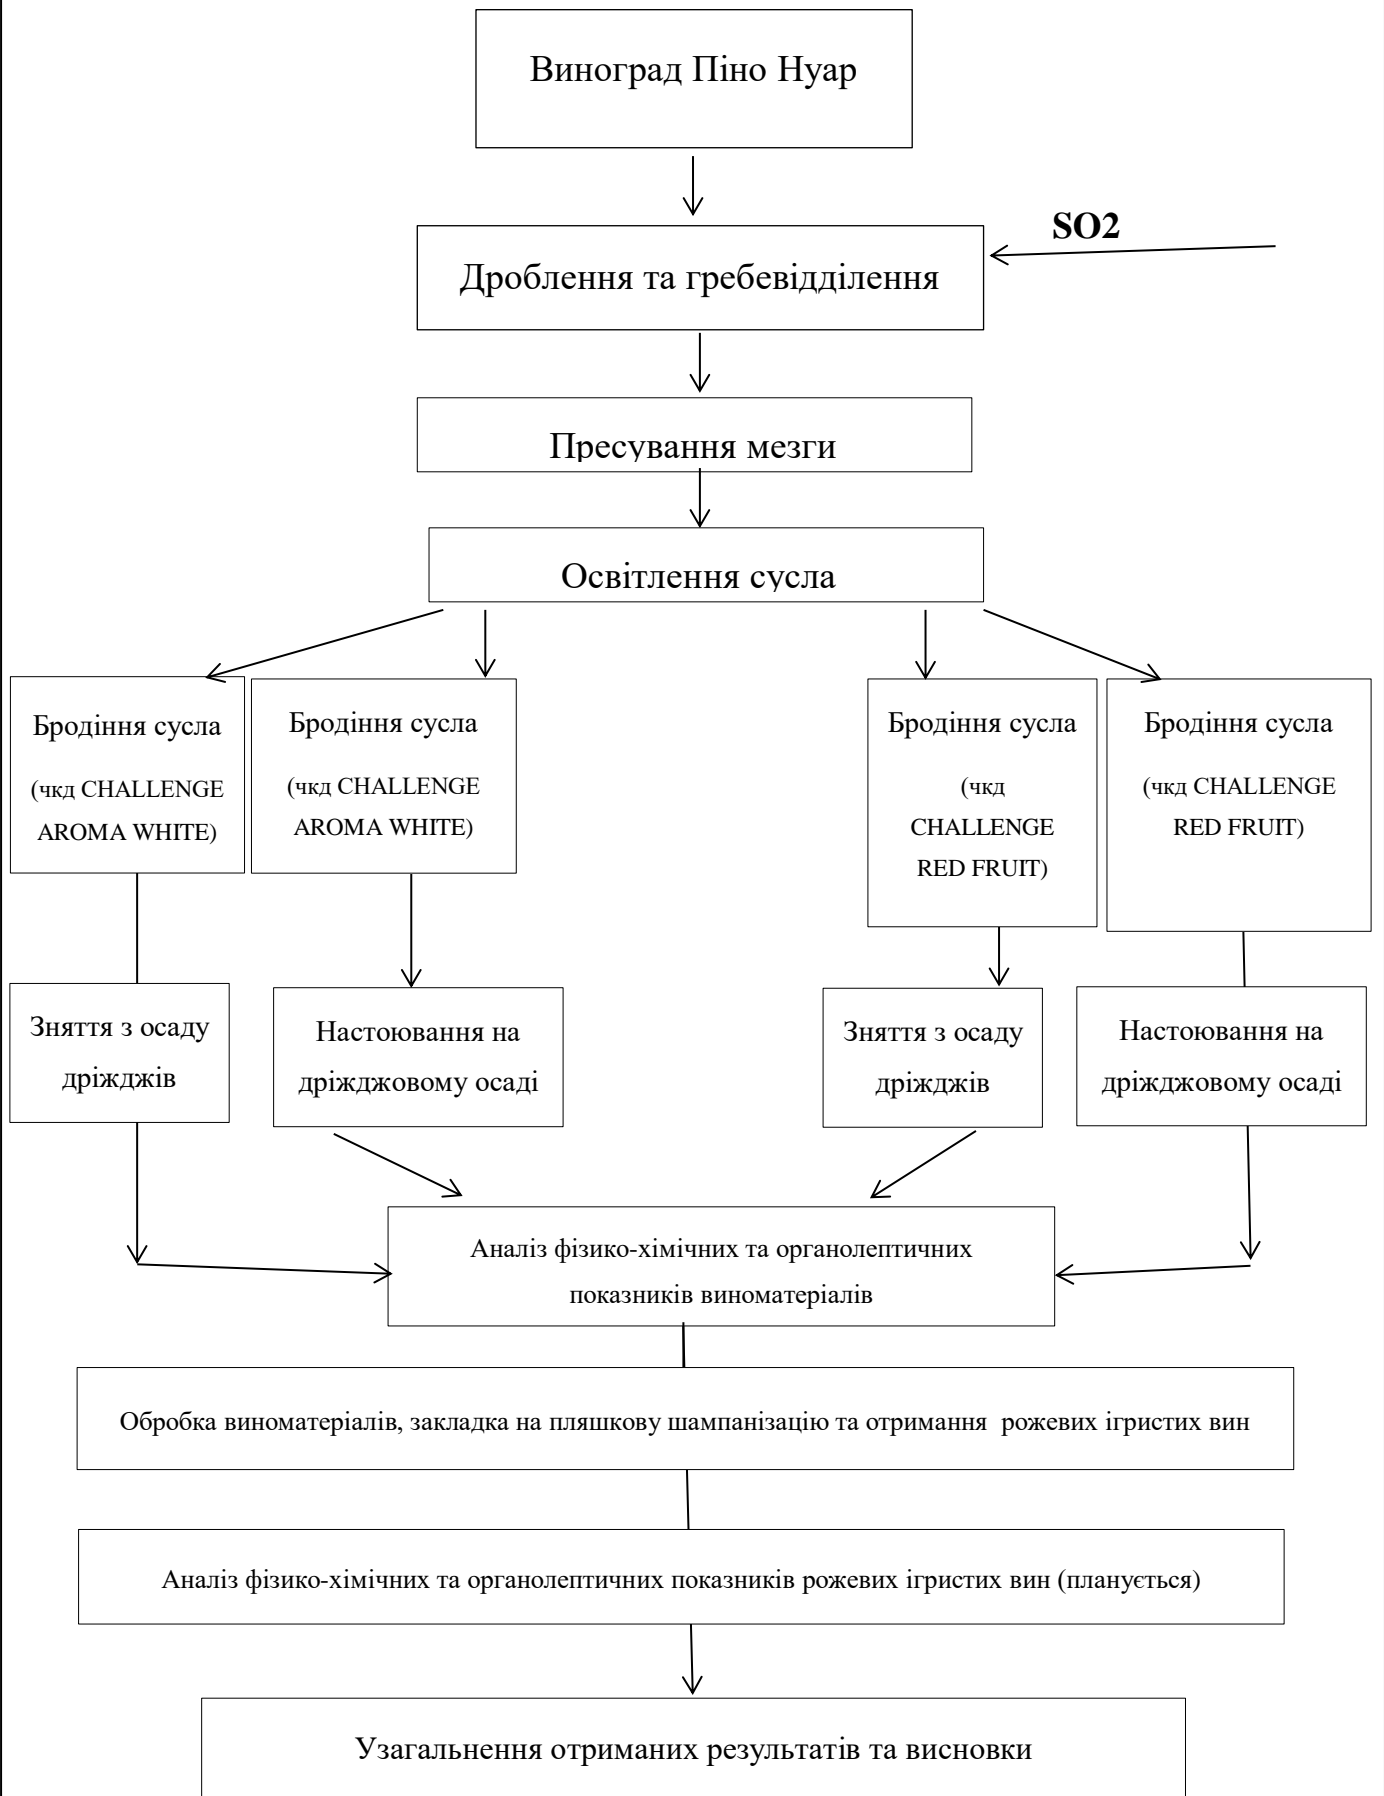 Виноград Піно Нуар
SO2
Дроблення та гребевідділення
Пресування мезги
Освітлення сусла
Бродіння сусла
(чкд CHALLENGE
AROMA WHITE)
Бродіння сусла
(чкд CHALLENGE
AROMA WHITE)
Бродіння сусла
(чкд
CHALLENGE
RED FRUIT)
Бродіння сусла
(чкд CHALLENGE
RED FRUIT)
Зняття з осаду
дріжджів
Настоювання на
дріжджовому осаді
Зняття з осаду
дріжджів
Настоювання на
дріжджовому осаді
Аналіз фізико-хімічних та органолептичних
показників виноматеріалів
Обробка виноматеріалів, закладка на пляшкову шампанізацію та отримання  рожевих ігристих вин
Аналіз фізико-хімічних та органолептичних показників рожевих ігристих вин (планується)
Узагальнення отриманих результатів та висновки